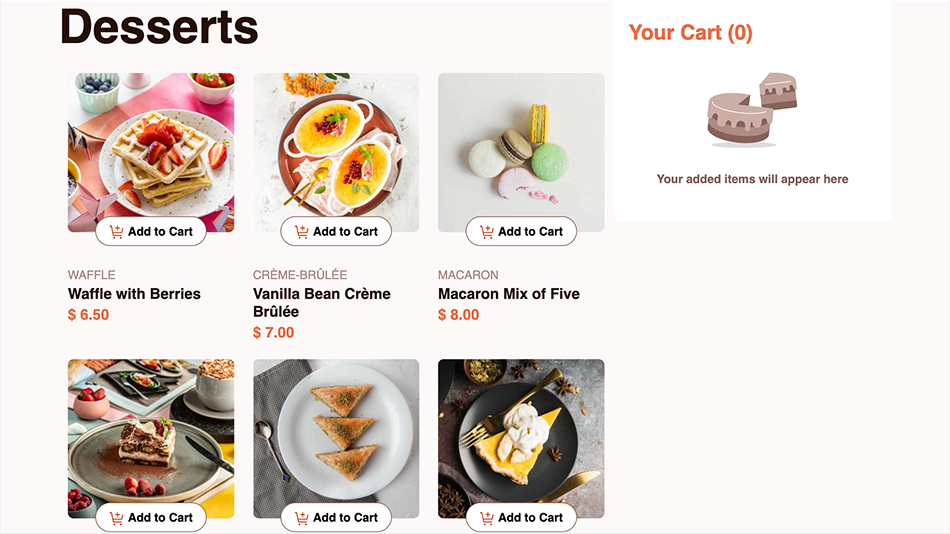 Desserts
Your Cart (0)
Your added items will appear here
Add to Cart
Add to Cart
Add to Cart
WAFFLE
Waffle with Berries
$ 6.50
CRÈME-BRÛLÉE
Vanilla Bean Crème
Brûlée
$ 7.00
MACARON
Macaron Mix of Five
$ 8.00
Add to Cart
Add to Cart
Add to Cart